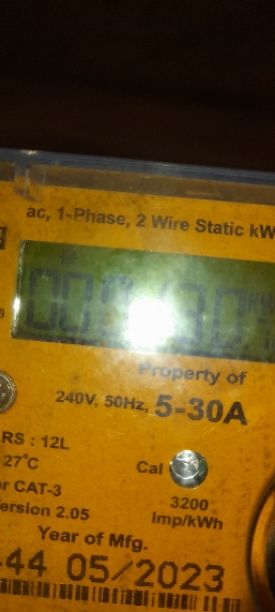 ac, 1-Phase, 2 Wire Static kW
Property of
240V, 50Hz, 5-30A
RS : 12L
27°C
Cal
r CAT-3
3200
ersion 2.05
Imp/kWh
Year of Mfg.
44 05/2023